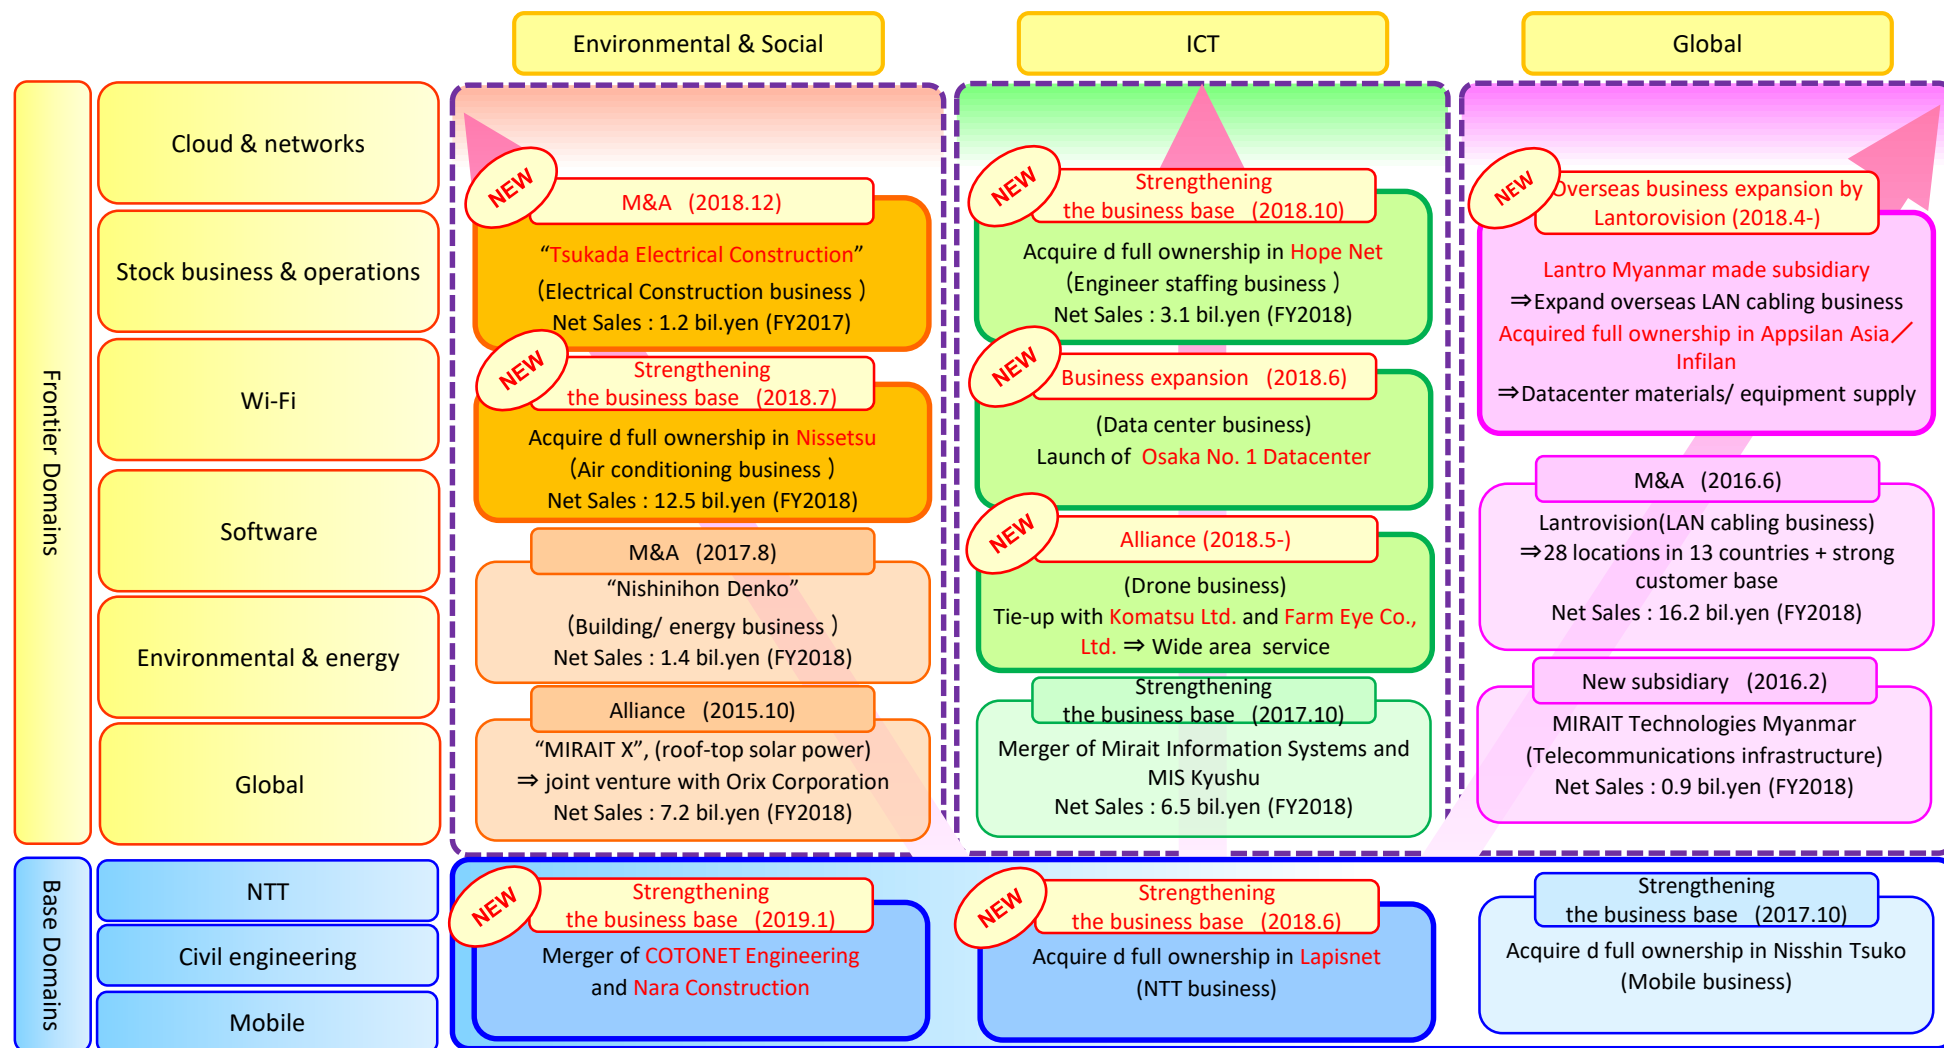 Environmental & Social
ICT
Global
Frontier Domains
Cloud & networks
Stock business & operations
Wi-Fi
Software
Environmental & energy
Global
NEW
M&A (2018.12)
“Tsukada Electrical Construction”
(Electrical Construction business )
Net Sales : 1.2 bil.yen (FY2017)
NEW
Strengthening
the business base (2018.7)
Acquire d full ownership in Nissetsu
(Air conditioning business )
Net Sales : 12.5 bil.yen (FY2018)
M&A (2017.8)
“Nishinihon Denko”
(Building/ energy business )
Net Sales : 1.4 bil.yen (FY2018)
Alliance (2015.10)
“MIRAIT X”, (roof-top solar power)
⇒ joint venture with Orix Corporation
Net Sales : 7.2 bil.yen (FY2018)
NEW
Strengthening
the business base (2018.10)
Acquire d full ownership in Hope Net
(Engineer staffing business )
Net Sales : 3.1 bil.yen (FY2018)
NEW
Business expansion (2018.6)
(Data center business)
Launch of Osaka No. 1 Datacenter
NEW
Alliance (2018.5-)
(Drone business)
Tie-up with Komatsu Ltd. and Farm Eye Co.,
Ltd. ⇒ Wide area service
Strengthening
the business base (2017.10)
Merger of Mirait Information Systems and
MIS Kyushu
Net Sales : 6.5 bil.yen (FY2018)
NEW
Overseas business expansion by
Lantorovision (2018.4-)
Lantro Myanmar made subsidiary
⇒Expand overseas LAN cabling business
Acquired full ownership in Appsilan Asia／
Infilan
⇒Datacenter materials/ equipment supply
M&A (2016.6)
Lantrovision(LAN cabling business)
⇒28 locations in 13 countries + strong
customer base
Net Sales : 16.2 bil.yen (FY2018)
New subsidiary (2016.2)
MIRAIT Technologies Myanmar
(Telecommunications infrastructure)
Net Sales : 0.9 bil.yen (FY2018)
Base Domains
NTT
Civil engineering
Mobile
NEW
Strengthening
the business base (2019.1)
Merger of COTONET Engineering
and Nara Construction
NEW
Strengthening
the business base (2018.6)
Acquire d full ownership in Lapisnet
(NTT business)
Strengthening
the business base (2017.10)
Acquire d full ownership in Nisshin Tsuko
(Mobile business)